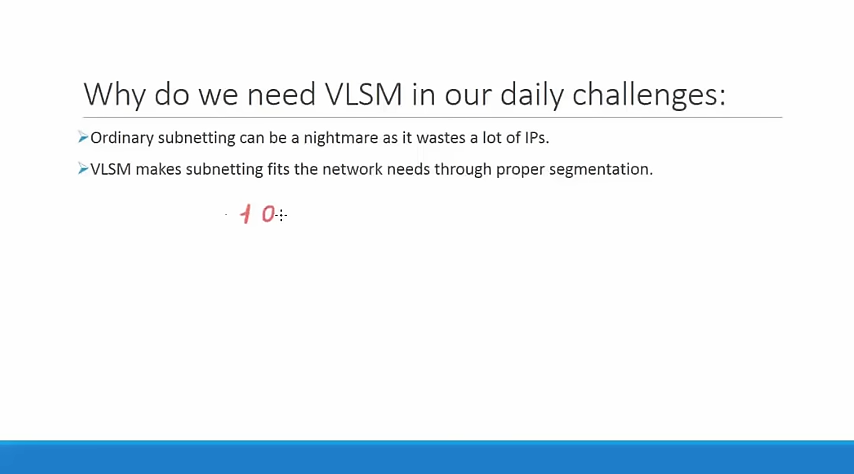 Why do we need VLSM in our daily challenges:
Ordinary subnetting can be a nightmare as it wastes a lot of IPs.
VLSM makes subnetting fits the network needs through proper segmentation.
10